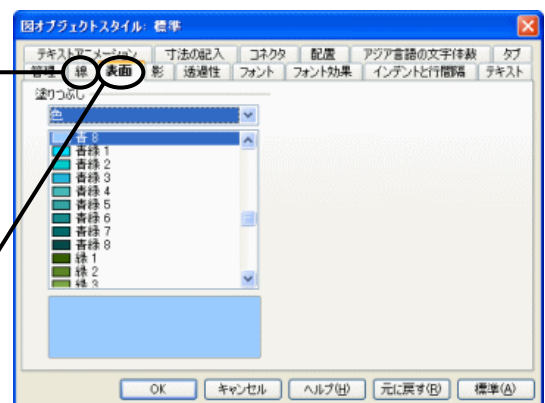 図オブジェクトスタイル: 標準
テキストアニメーション 寸法の記入 コネクタ 配置 アジア言語の文字体裁 タブ
管理 線 表面 影 透過性 フォント フォント効果 インデントと行間隔 テキスト
塗りつぶし
色
青 8
青緑 1
青緑 2
青緑 3
青緑 4
青緑 5
青緑 6
青緑 7
青緑 8
緑 1
緑 2
緑 3
OK キャンセル ヘルプ(H) 元に戻す(R) 標準(A)